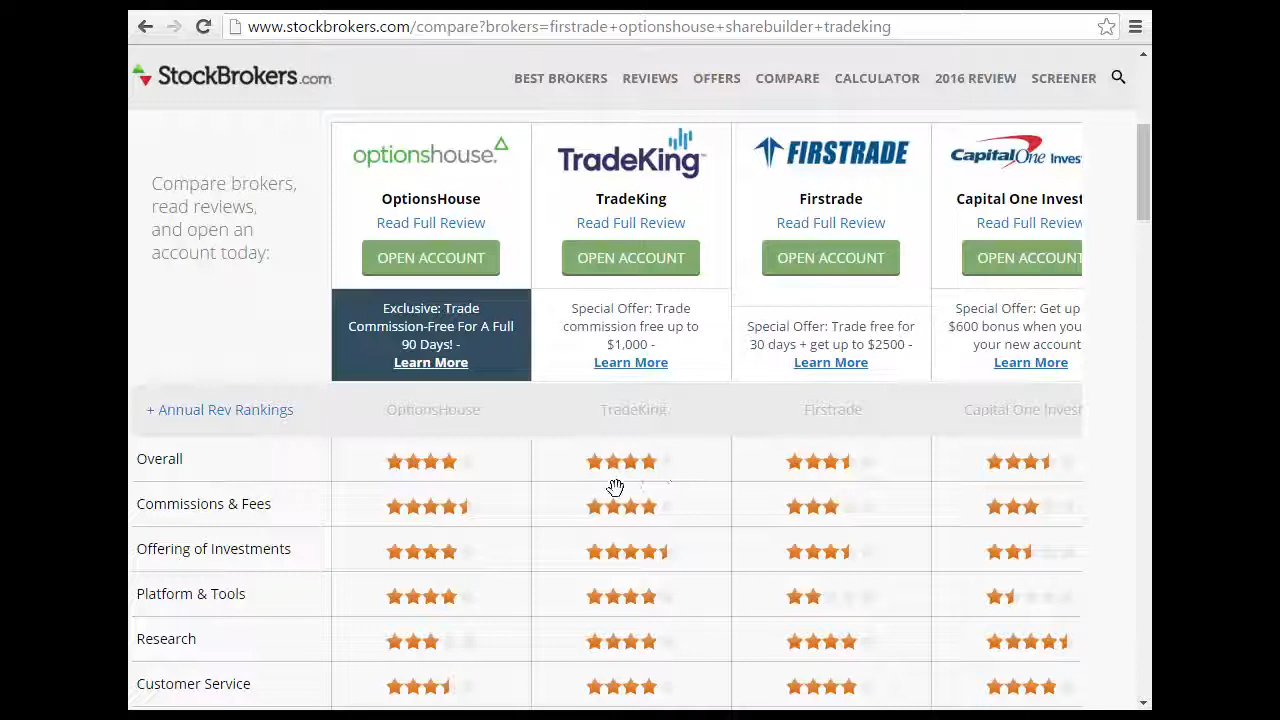 www.stockbrokers.com/compare?brokers=firstrade+optionshouse+sharebuilder+tradeking
StockBrokers.com
BEST BROKERS REVIEWS OFFERS COMPARE CALCULATOR 2016 REVIEW SCREENER
Compare brokers,
read reviews,
and open an
account today:
optionshouse.
OptionsHouse
Read Full Review
OPEN ACCOUNT
Exclusive: Trade
Commission-Free For A Full
90 Days! -
Learn More
TradeKing
TradeKing
Read Full Review
OPEN ACCOUNT
Special Offer: Trade
commission free up to
$1,000 -
Learn More
FIRSTRADE
Firstrade
Read Full Review
OPEN ACCOUNT
Special Offer: Trade free for
30 days + get up to $2500 -
Learn More
Capital One Inves
Capital One Invest
Read Full Review
OPEN ACCOUNT
Special Offer: Get up
$600 bonus when you
your new account
Learn More
+ Annual Rev Rankings OptionsHouse TradeKing Firstrade Capital One Invest
Overall
Commissions & Fees
Offering of Investments
Platform & Tools
Research
Customer Service